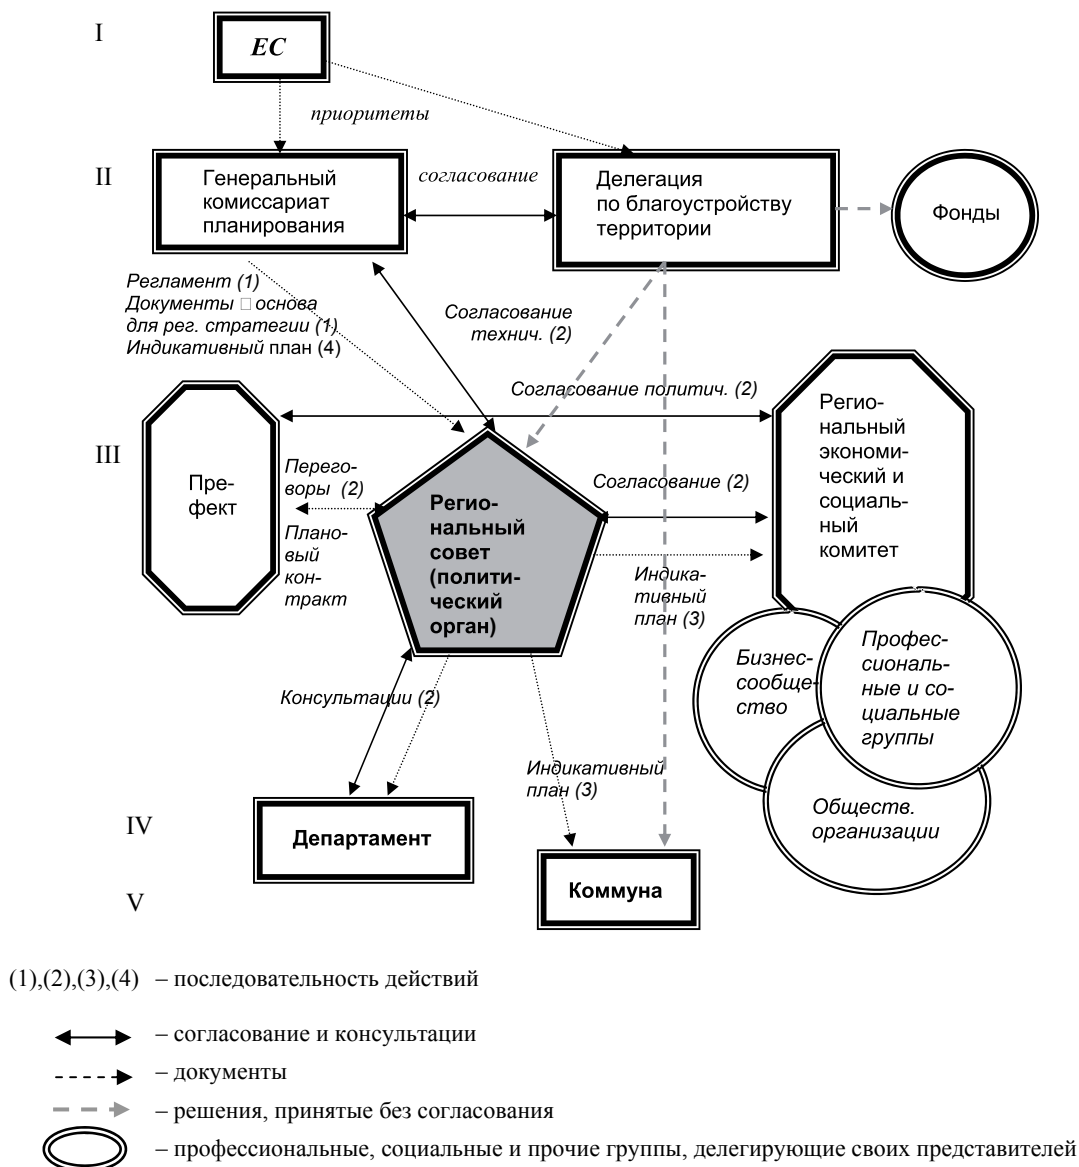 I
ЕС
приоритеты
II
Генеральный
комиссариат
планирования
согласование
Делегация
по благоустройству
территории
Фонды
Регламент (1)
Документы □ основа
для рег. стратегии (1)
Индикативный план (4)
Согласование
технич. (2)
Согласование политич. (2)
III
Пре-
фект
Перего-
воры (2)
Плано-
вый
кон-
тракт
Регио-
нальный
совет
(полити-
ческий
орган)
Согласование (2)
Индика-
тивный
план (3)
Регио-
нальный
экономи-
ческий и
социаль-
ный
комитет
Бизнес-
сообще-
ство
Профес-
сиональ-
ные и со-
циальные
группы
Обществ.
организации
Консультации (2)
Индикативный
план (3)
IV
Департамент
V
Коммуна
(1),(2),(3),(4) – последовательность действий
– согласование и консультации
– документы
– решения, принятые без согласования
– профессиональные, социальные и прочие группы, делегирующие своих представителей